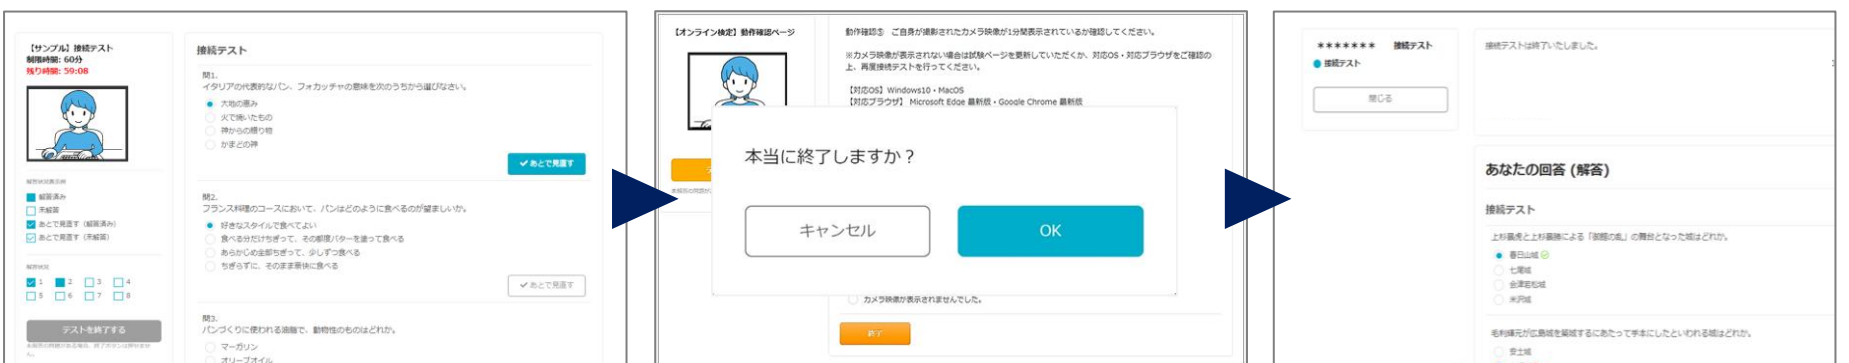 【サンプル】接続テスト
制限時間: 60分
残り時間: 59:08
解答状況表示例
解答済み
未解答
あとで見直す（解答済み）
あとで見直す（未解答）
解答状況
1 2 3 4
5 6 7 8
テストを終了する
接続テスト
問1.
イタリアの代表的なパン、フォカッチャの意味を次のうちから選びなさい。
大地の恵み
火で焼いたもの
神からの贈り物
かまどの神
あとで見直す
問2.
フランス料理のコースにおいて、パンはどのように食べるのが望ましいか。
好きなスタイルで食べてよい
食べる分だけちぎって、その都度バターを塗って食べる
あらかじめ全部ちぎって、少しずつ食べる
ちぎらずに、そのまま豪快に食べる
あとで見直す
問3.
パンづくりに使われる油脂で、動物性のものはどれか。
マーガリン
オリーブオイル
【オンライン検定】動作確認ページ
動作確認⑤ ご自身が撮影されたカメラ映像が1分間表示されているか確認してください。
※カメラ映像が表示されない場合は試験ページを更新していただくか、対応OS・対応ブラウザをご確認の
上、再度接続テストを行ってください。
【対応OS】Windows10・MacOS
【対応ブラウザ】 Microsoft Edge 最新版・Google Chrome 最新版
本当に終了しますか？
キャンセル
OK
カメラ映像が表示されませんでした。
終了
******* 接続テスト
接続テスト
閉じる
接続テストは終了いたしました。
あなたの回答 (解答)
接続テスト
上杉景虎と上杉景勝による「御館の乱」の舞台となった城はどれか。
春日山城
七尾城
会津若松城
米沢城
毛利輝元が広島城を築城するにあたって手本にしたといわれる城はどれか。
安土城